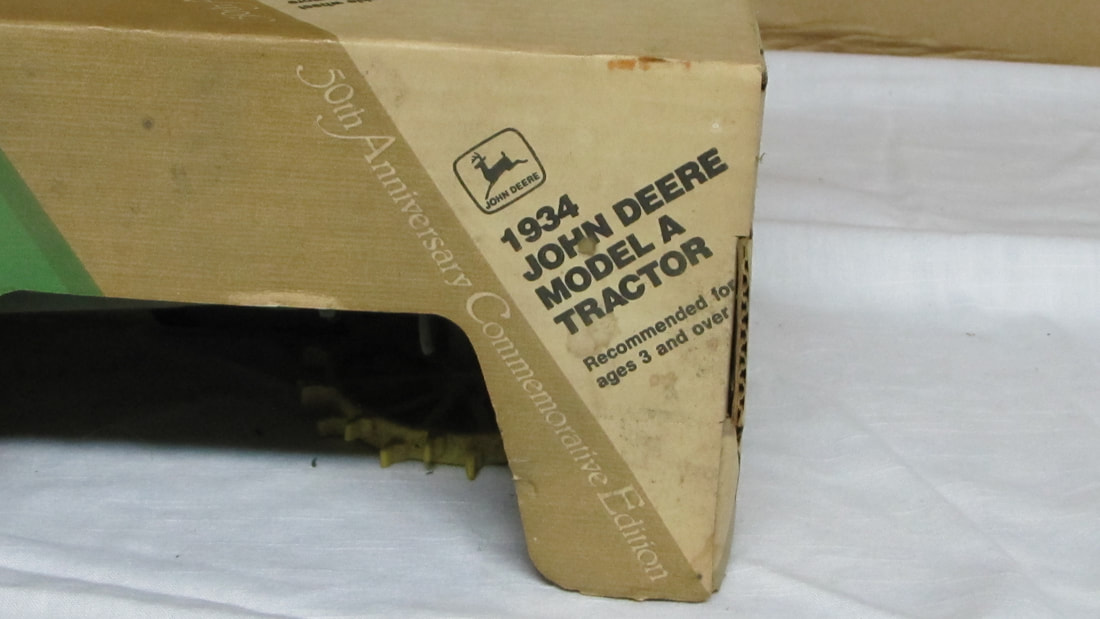 50th Anniversary Commemorative Edition
JOHN DEERE
1934
JOHN DEERE
MODEL A
TRACTOR
Recommended for
ages 3 and over